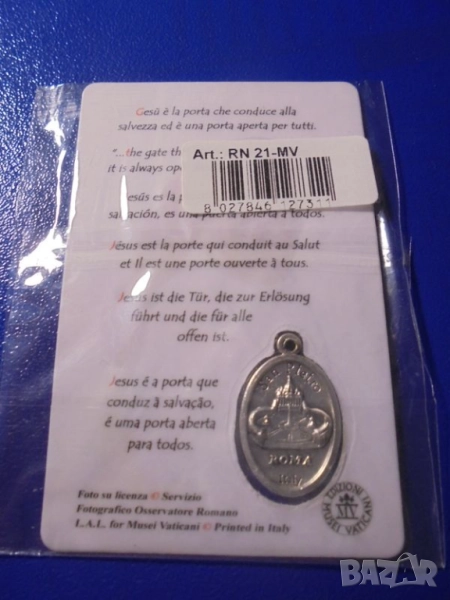 Gesù è la porta che conduce alla
salvezza ed è una porta aperta per tutti.
Art.: RN 21-MV
8 027846 127311
"...the gate th
it is always ope
Jesús es la p
salvación, es una puerta abierta a todos.
Jésus est la porte qui conduit au Salut
et Il est une porte ouverte à tous.
Jesus ist die Tür, die zur Erlösung
führt und die für alle
offen ist.
Jesus é a porta que
conduz à salvação,
é uma porta aberta
para todos.
ROMA
Foto su licenza © Servizio
Fotografico Osservatore Romano
L.A.L. for Musei Vaticani © Printed in Italy
EDIZIONI
MUSEI VATICANI
BAZAR.bg